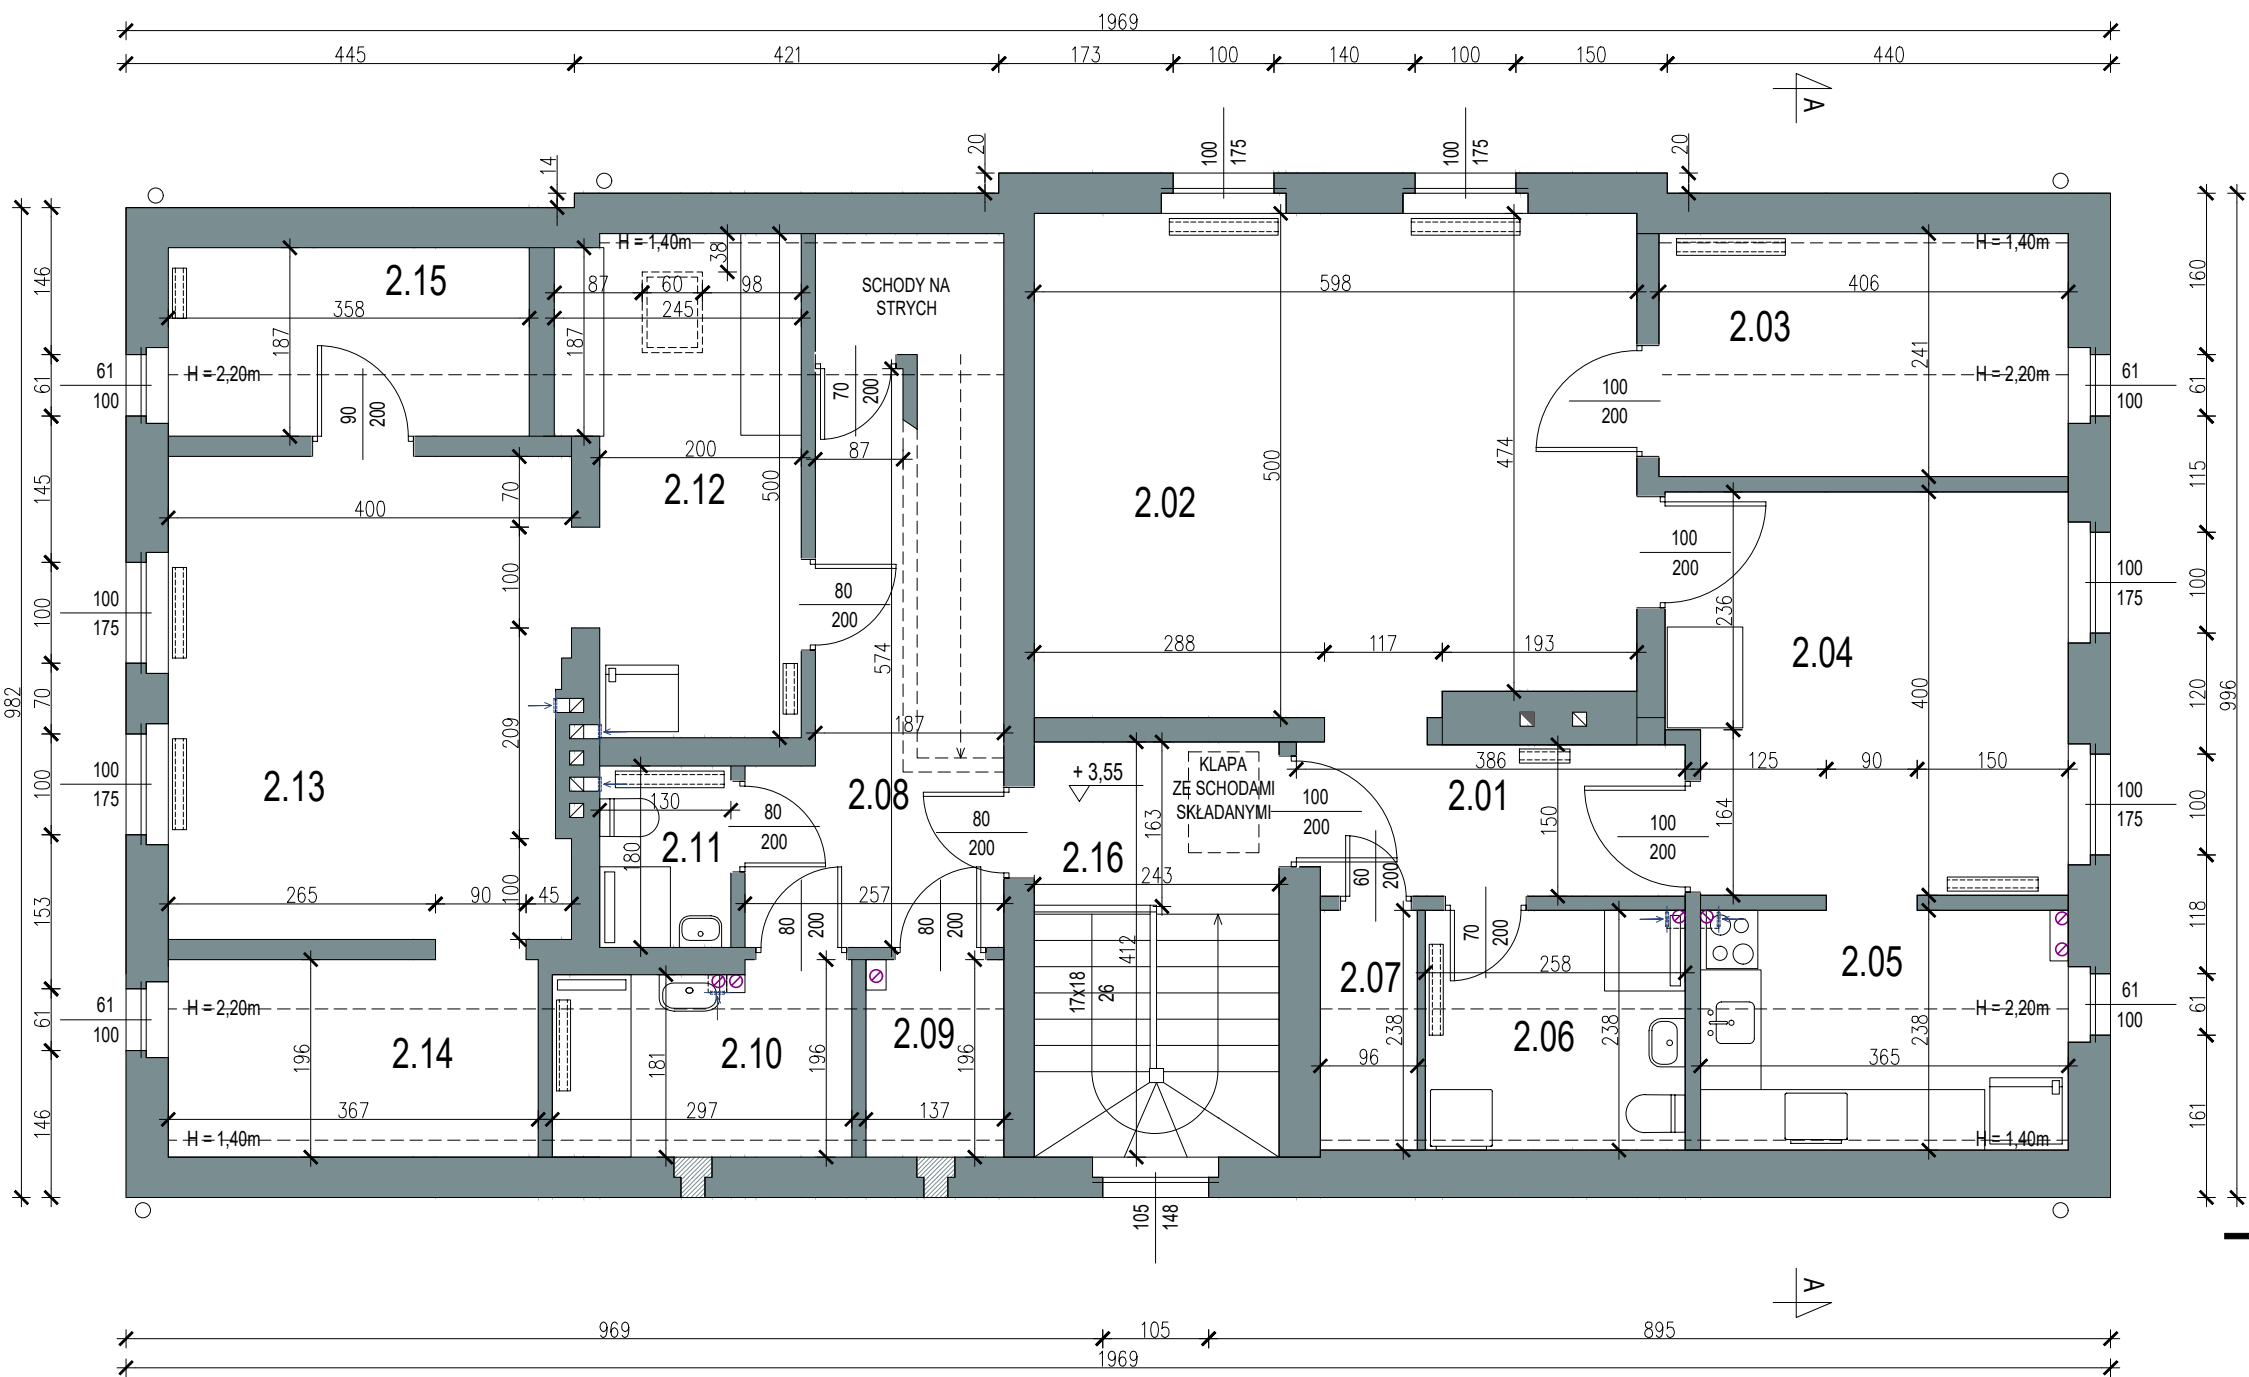 1969
445 421 173 100 140 100 150 440
A
14 20 100 175 100 175 20
H = 1,40m 38 H = 1,40m
2.15 87 60 98 SCHODY NA
STRYCH
358 245 598 406
146 187 187 2.03 160
H = 2,20m 241 H = 2,20m
61
100 61 90 200 70 200 100
200 61
100 61
200 87 474
145 70 2.12 500 500 2.02 115
400
100 100
200
100
175 100 100 80
200 236 100
175 100
574 288 117 193 2.04
982 70 209 187 400 120 996
+ 3,55 KLAPA
ZE SCHODAMI
SKŁADANYMI
386 125 90 150
100
175 100 2.13 130 2.08 80
200 80
200 163 100
200 2.01 150 100
200 164 100
175 100
180 2.11 2.16 60 200
153 265 90 45 100 257 243 118
80 200 80 200 412 70 200
2.07 258 2.05
61
100 61 H = 2,20m 17x18
26 H = 2,20m 61
100 61
196 2.14 181 2.10 196 2.09 196 238 2.06 238 238
96 365
146 367 297 137 161
H = 1,40m H = 1,40m
105 148
A
969 105 895
1969